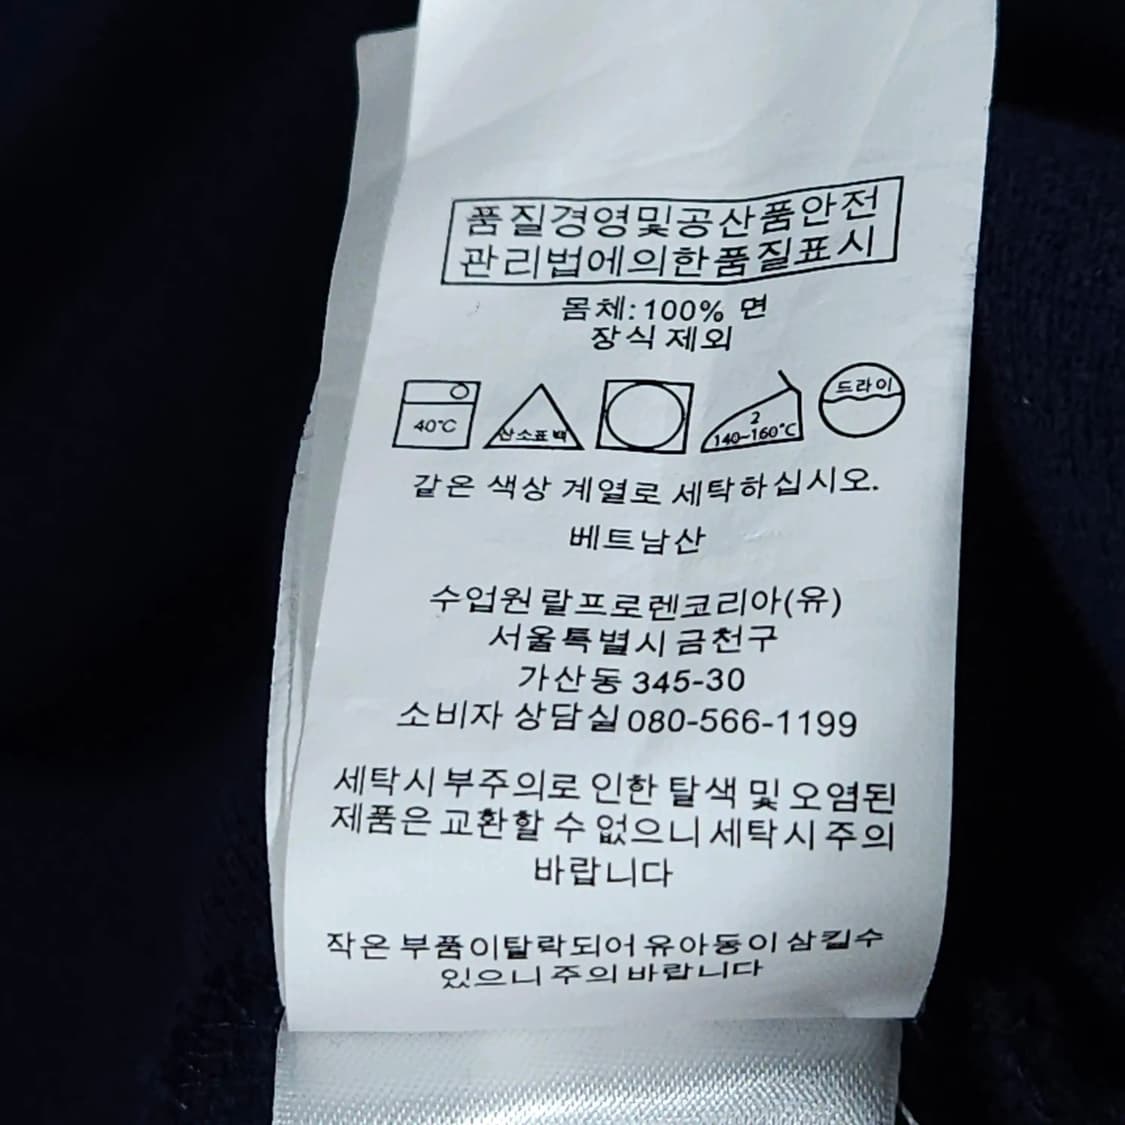 품질경영및공산품안전
관리법에의한품질표시
몸체: 100% 면
장식 제외
40℃ 산소표백 2 140~160℃ 드라이
같은 색상 계열로 세탁하십시오.
베트남산
수업원 랄프로렌코리아(유)
서울특별시 금천구
가산동 345-30
소비자 상담실 080-566-1199
세탁시 부주의로 인한 탈색 및 오염된
제품은 교환할 수 없으니 세탁시 주의
바랍니다
작은 부품이탈락되어 유아동이 삼킬수
있으니 주의 바랍니다